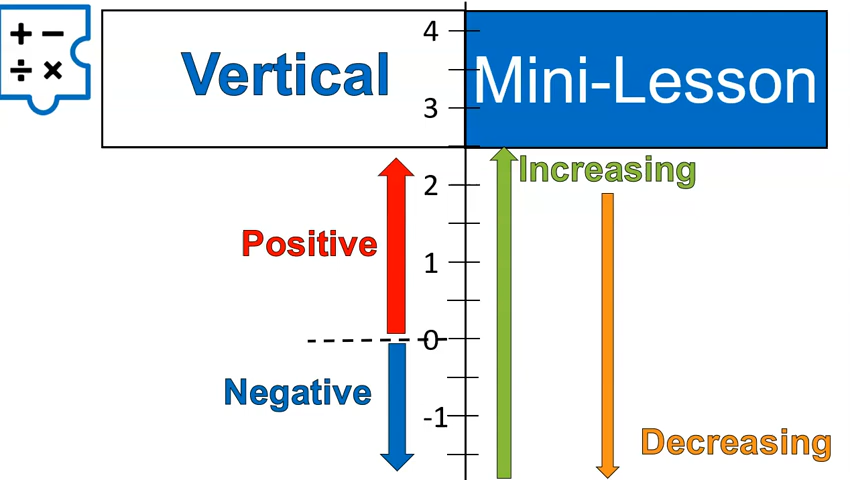 + −
÷ ×
Vertical
Mini-Lesson
4
3
Increasing
2
Positive
1
0
Negative
-1
Decreasing